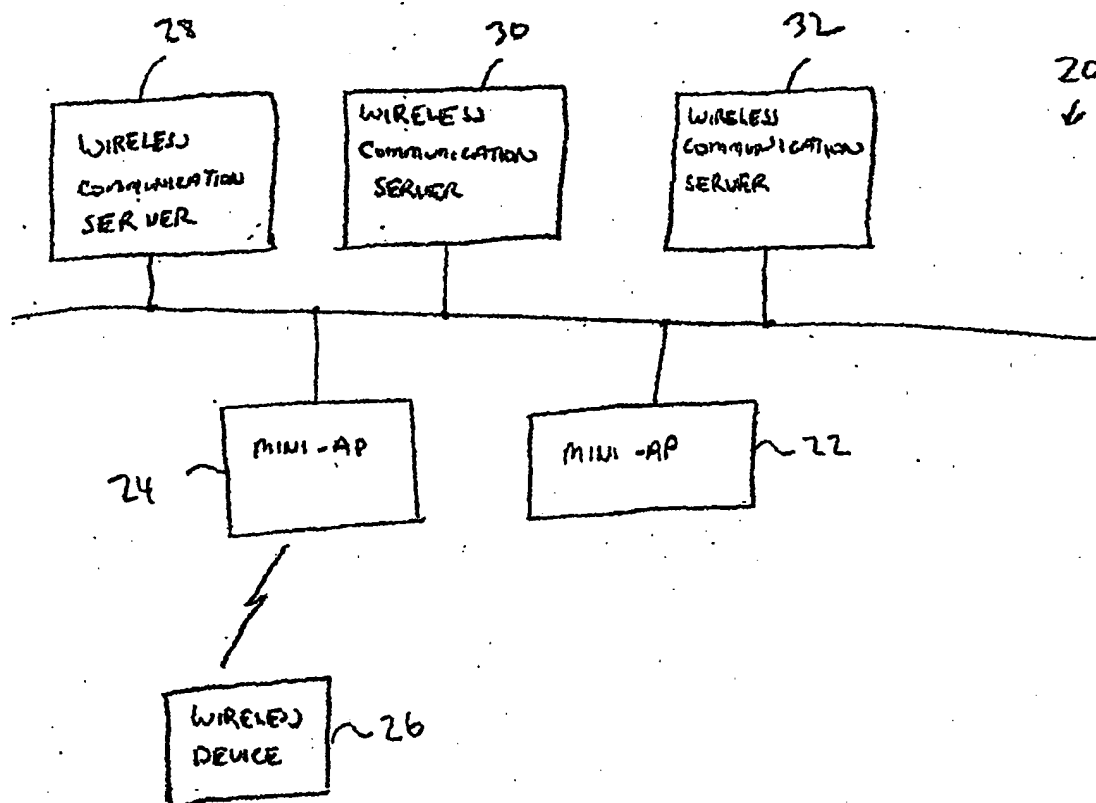 28
30
32
20
WIRELESS
COMMUNICATION
SERVER
WIRELESS
COMMUNICATION
SERVER
WIRELESS
COMMUNICATION
SERVER
MINI-AP
24
MINI-AP
22
WIRELESS
DEVICE
26